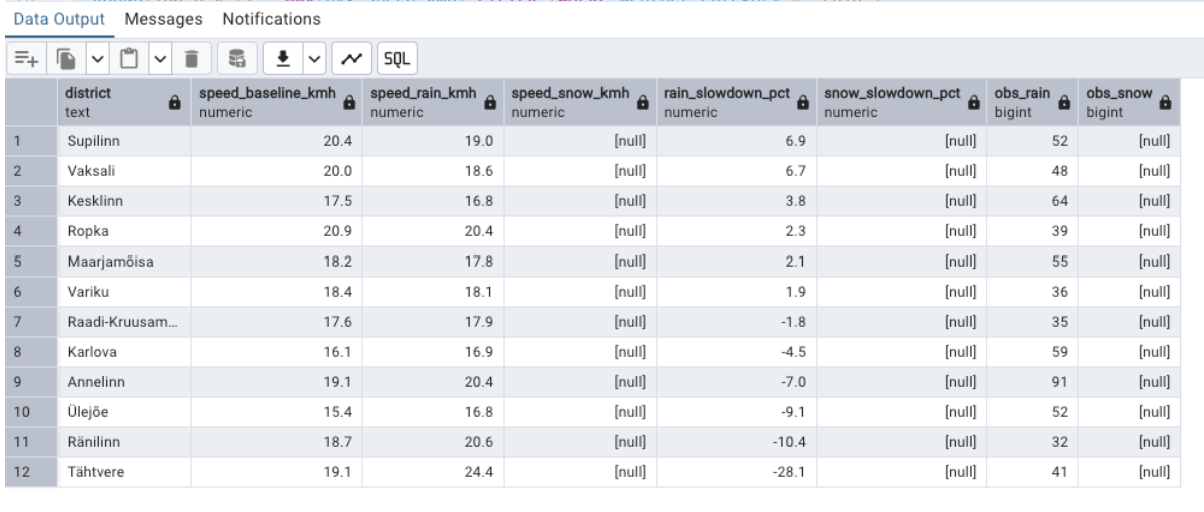 Data Output Messages Notifications
SQL
district speed_baseline_kmh speed_rain_kmh speed_snow_kmh rain_slowdown_pct snow_slowdown_pct obs_rain obs_snow
text numeric numeric numeric numeric numeric bigint bigint
1 Supilinn 20.4 19.0 [null] 6.9 [null] 52 [null]
2 Vaksali 20.0 18.6 [null] 6.7 [null] 48 [null]
3 Kesklinn 17.5 16.8 [null] 3.8 [null] 64 [null]
4 Ropka 20.9 20.4 [null] 2.3 [null] 39 [null]
5 Maarjamõisa 18.2 17.8 [null] 2.1 [null] 55 [null]
6 Variku 18.4 18.1 [null] 1.9 [null] 36 [null]
7 Raadi-Kruusam... 17.6 17.9 [null] -1.8 [null] 35 [null]
8 Karlova 16.1 16.9 [null] -4.5 [null] 59 [null]
9 Annelinn 19.1 20.4 [null] -7.0 [null] 91 [null]
10 Ülejõe 15.4 16.8 [null] -9.1 [null] 52 [null]
11 Ränilinn 18.7 20.6 [null] -10.4 [null] 32 [null]
12 Tähtvere 19.1 24.4 [null] -28.1 [null] 41 [null]